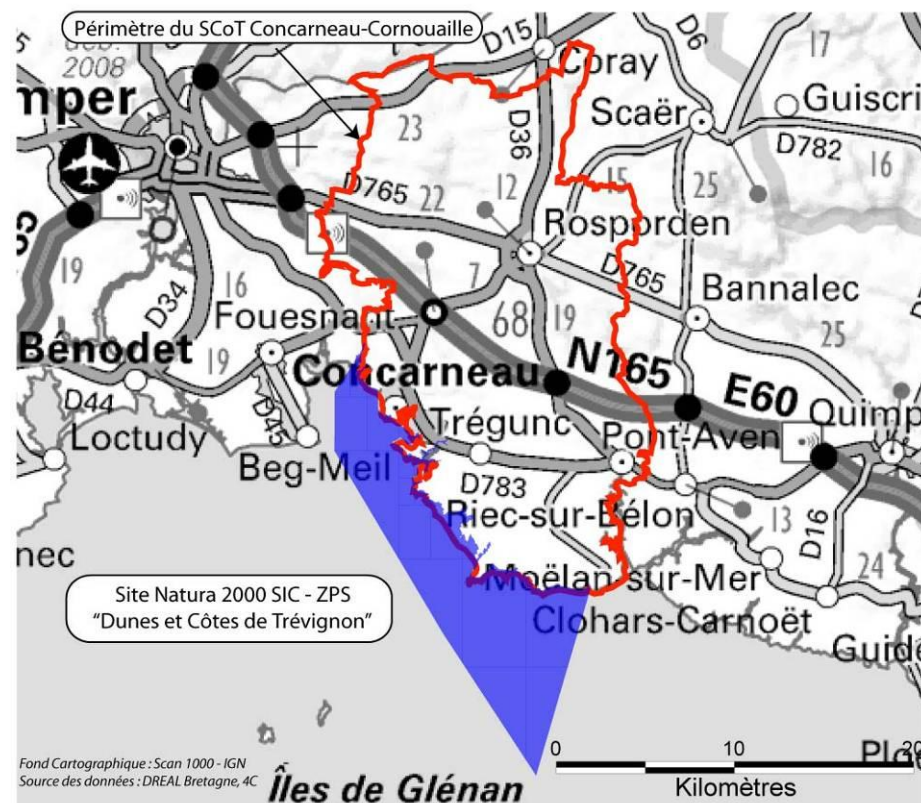 Périmètre du SCoT Concarneau-Cornouaille
D15
D6
17
2008
Coray
mper
23
Scaër
Guiscri
D36
D782
12
15
25
16
D765
22
Rosporden
D765
19
16
7
Bannalec
D34
Fouesnant
68
19
25
Bénodet
19
Concarneau
N165
E60
Quimp
D44
D45
Trégunc
Pont-Aven
Loctudy
Beg-Meil
D783
nec
Riec-sur-Bélon
13
D16
24
Site Natura 2000 SIC - ZPS
"Dunes et Côtes de Trévignon"
Moëlan-sur-Mer
Clohars-Carnoët
Guide
0
10
20
Kilomètres
Fond Cartographique : Scan 1000 - IGN
Source des données : DREAL Bretagne, 4C
Îles de Glénan